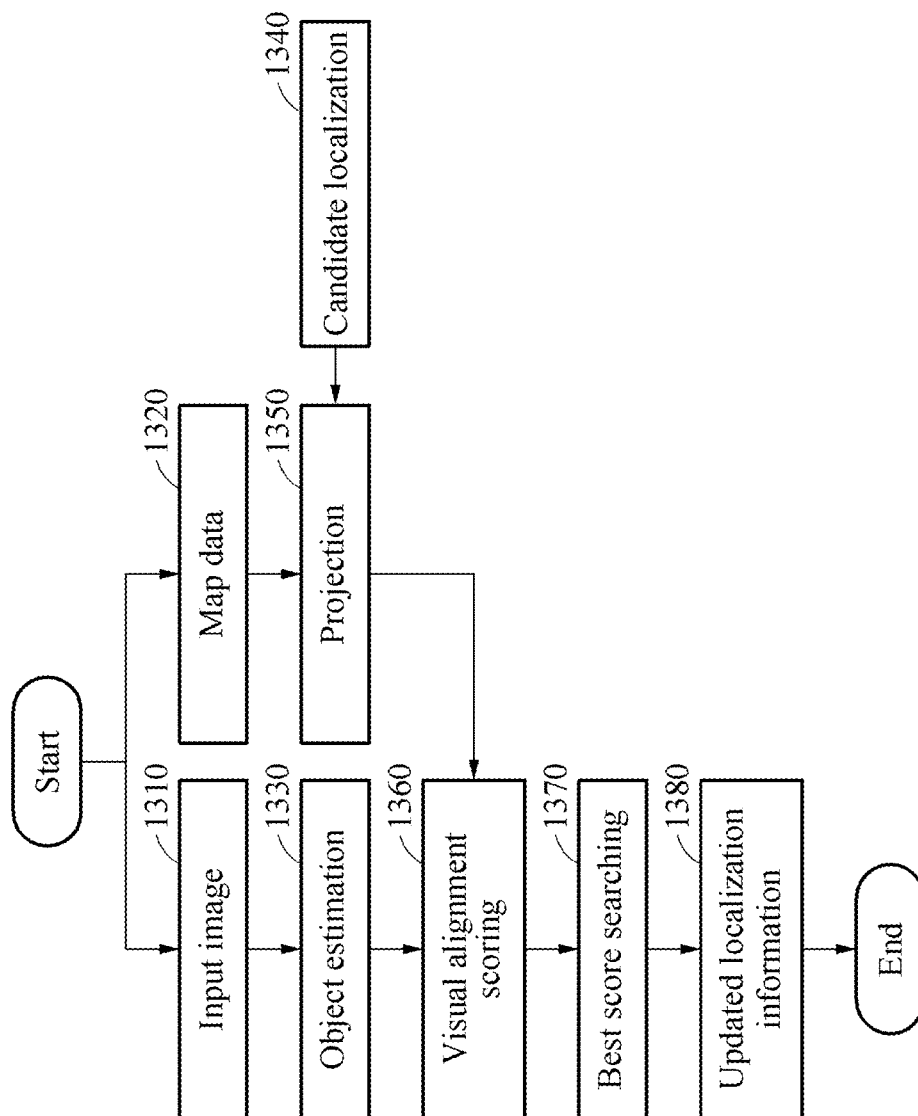 Start
1310
Input image
1320
Map data
1330
Object estimation
1350
Projection
1340
Candidate localization
1360
Visual alignment
scoring
1370
Best score searching
1380
Updated localization
information
End